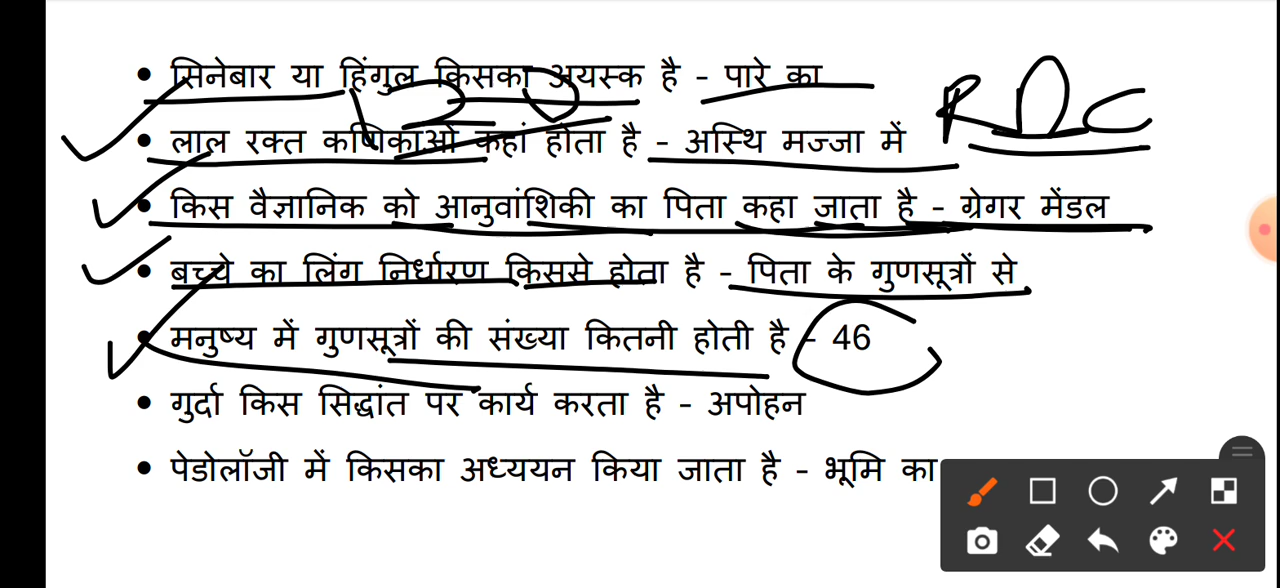 • सिनेबार या हिंगुल किसका अयस्क है - पारे का
• लाल रक्त कणिकाओं कहां होता है - अस्थि मज्जा में
• किस वैज्ञानिक को आनुवांशिकी का पिता कहा जाता है - ग्रेगर मेंडल
• बच्चे का लिंग निर्धारण किससे होता है - पिता के गुणसूत्रों से
• मनुष्य में गुणसूत्रों की संख्या कितनी होती है - 46
• गुर्दा किस सिद्धांत पर कार्य करता है - अपोहन
• पेडोलॉजी में किसका अध्ययन किया जाता है - भूमि का